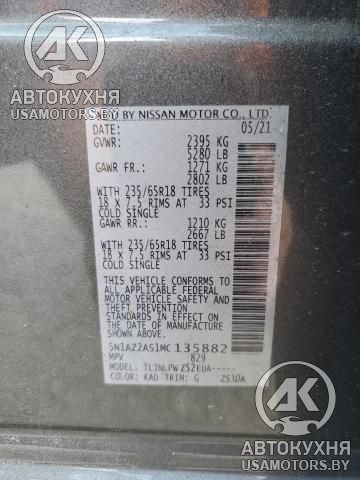 АК
АВТОКУХНЯ
USAMOTORS.BY
BY NISSAN MOTOR CO., LTD.
DATE: 05/21
GVWR: 2395 KG
5280 LB
GAWR FR.: 1271 KG
2802 LB
WITH 235/65R18 TIRES
18 X 7.5 RIMS AT 33 PSI
COLD SINGLE
GAWR RR.: 1210 KG
2667 LB
WITH 235/65R18 TIRES
18 X 7.5 RIMS AT 33 PSI
COLD SINGLE
THIS VEHICLE CONFORMS TO ALL
APPLICABLE U.S. FEDERAL
MOTOR VEHICLE SAFETY
AND THEFT PREVENTION
STANDARDS IN EFFECT ON
THE DATE OF MANUFACTURE
SHOWN ABOVE.
5N1AZ2AS1MC135882
MPV 829
MODEL: TLJNLPW Z52EUA-----
COLOR: KAD TRIM: G ZS30A
АК
АВТОКУХНЯ
USAMOTORS.BY